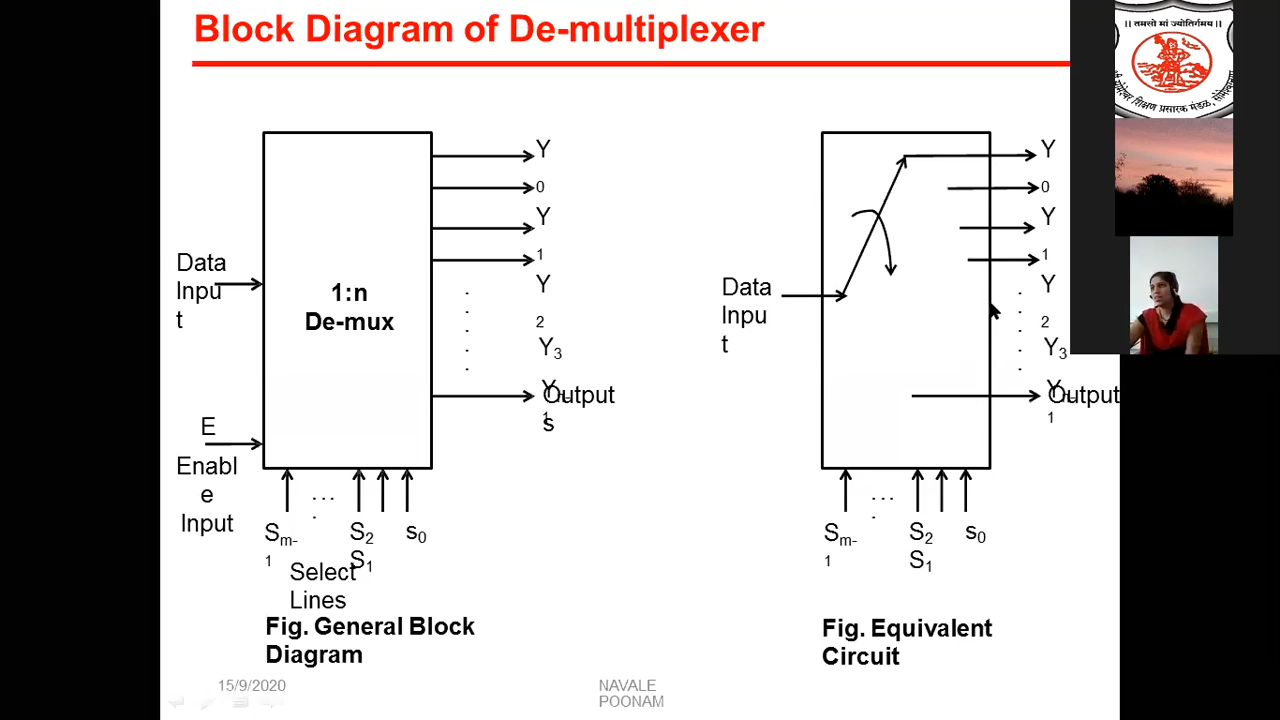 Block Diagram of De-multiplexer
|| तमसो मां ज्योतिर्गमय ||
Data
Inpu
t
1:n
De-mux
Y
0
Y
1
Y
2
Y3
Output
s
E
Enabl
e
Input
Sm-
1
S2
S1
s0
Select
Lines
Fig. General Block
Diagram
Data
Inpu
t
Y
0
Y
1
Y
2
Y3
Output
Sm-
1
S2
S1
s0
Fig. Equivalent
Circuit
15/9/2020
NAVALE
POONAM